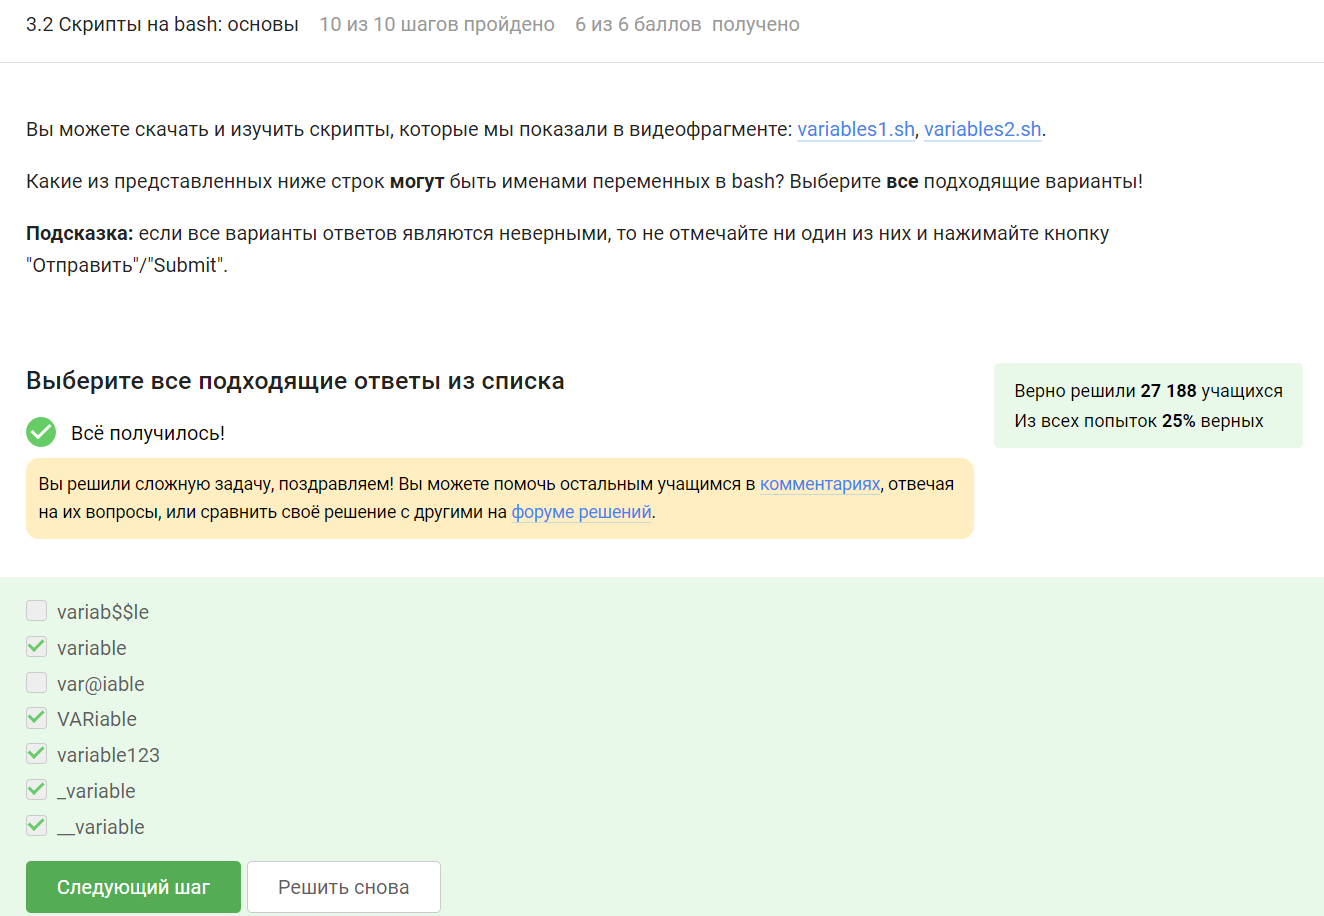 3.2 Скрипты на bash: основы 10 из 10 шагов пройдено 6 из 6 баллов получено
Вы можете скачать и изучить скрипты, которые мы показали в видеофрагменте: variables1.sh, variables2.sh.
Какие из представленных ниже строк могут быть именами переменных в bash? Выберите все подходящие варианты!
Подсказка: если все варианты ответов являются неверными, то не отмечайте ни один из них и нажимайте кнопку
"Отправить"/"Submit".
Выберите все подходящие ответы из списка
Верно решили 27 188 учащихся
Из всех попыток 25% верных
Всё получилось!
Вы решили сложную задачу, поздравляем! Вы можете помочь остальным учащимся в комментариях, отвечая
на их вопросы, или сравнить своё решение с другими на форуме решений.
variab$$le
variable
var@iable
VARiable
variable123
_variable
__variable
Следующий шаг
Решить снова